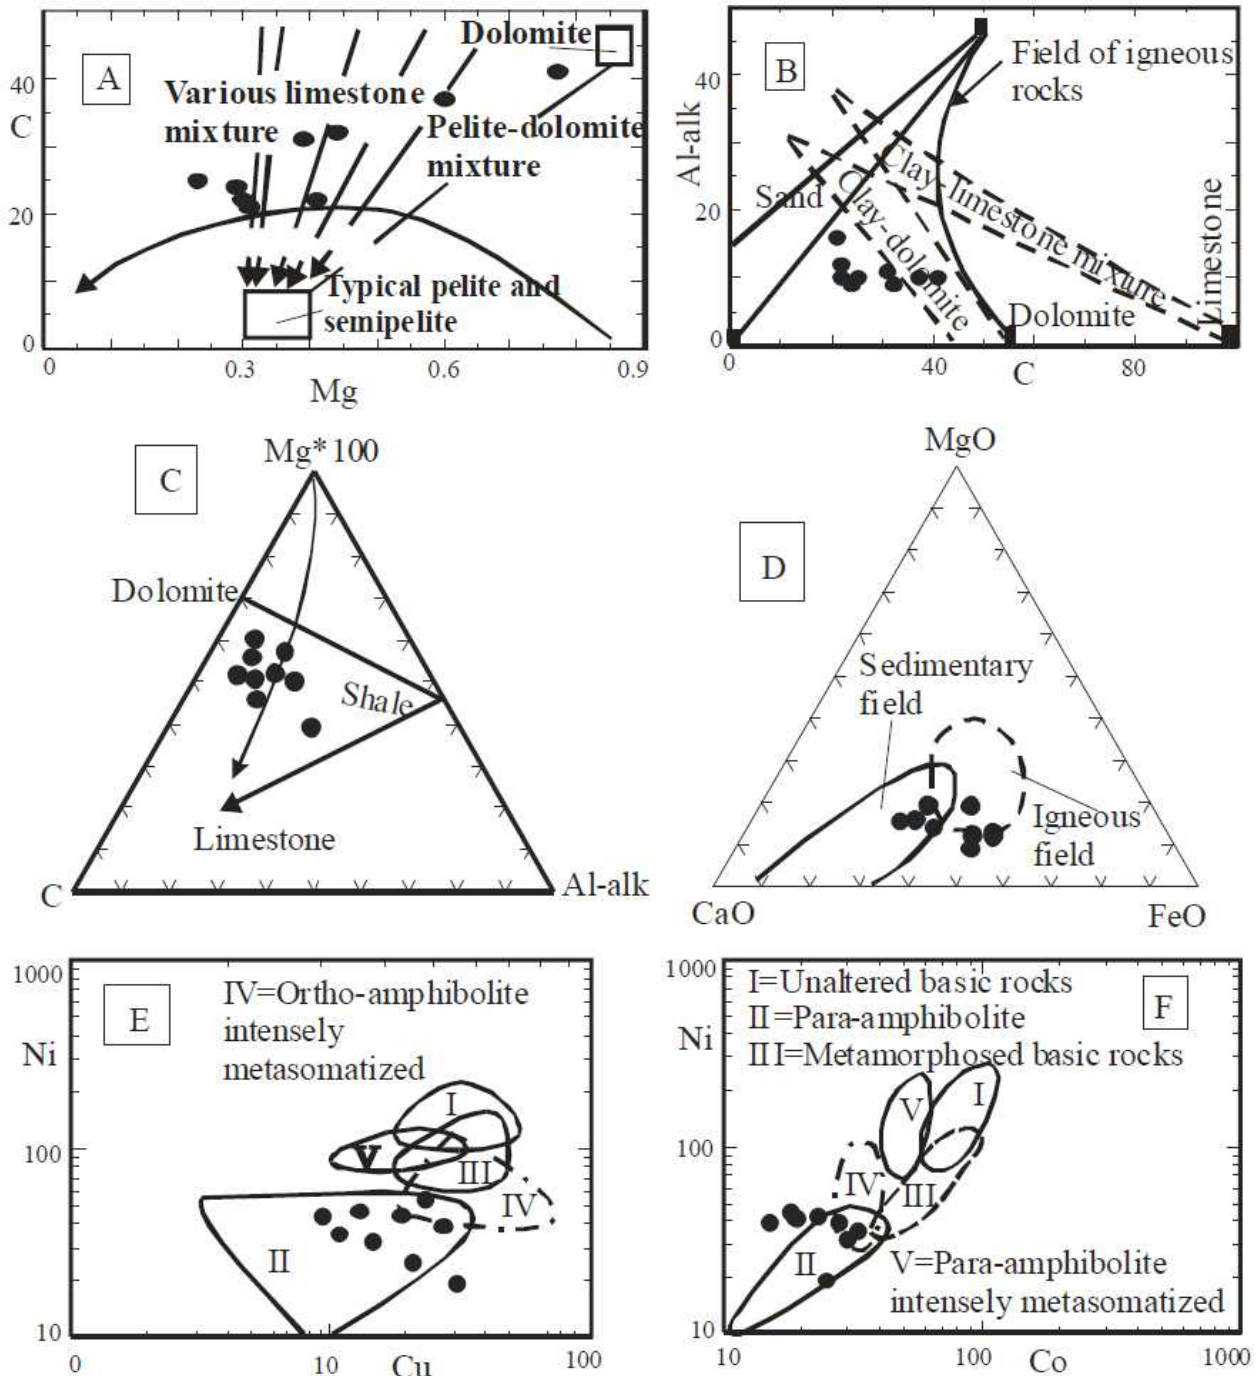 A
Dolomite
40
C
Various limestone
mixture
Pelite-dolomite
mixture
20
Typical pelite and
semipelite
0
0
0.3
0.6
0.9
Mg
B
Field of igneous
rocks
40
Al-alk
Sand
Clay-limestone mixture
Clay-dolomite
20
Limestone
Dolomite
0
0
40
80
C
C
Mg*100
Dolomite
Shale
Limestone
C
Al-alk
MgO
D
Sedimentary
field
Igneous
field
CaO
FeO
1000
E
IV=Ortho-amphibolite
intensely
metasomatized
Ni
I
100
V
III
IV
II
10
0
10
100
Cu
1000
I=Unaltered basic rocks
II=Para-amphibolite
III=Metamorphosed basic rocks
F
Ni
V
I
100
IV
III
II
V=Para-amphibolite
intensely metasomatized
10
10
100
1000
Co